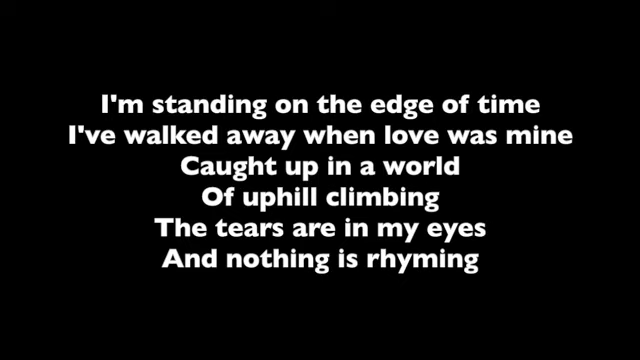 I'm standing on the edge of time
I've walked away when love was mine
Caught up in a world
Of uphill climbing
The tears are in my eyes
And nothing is rhyming